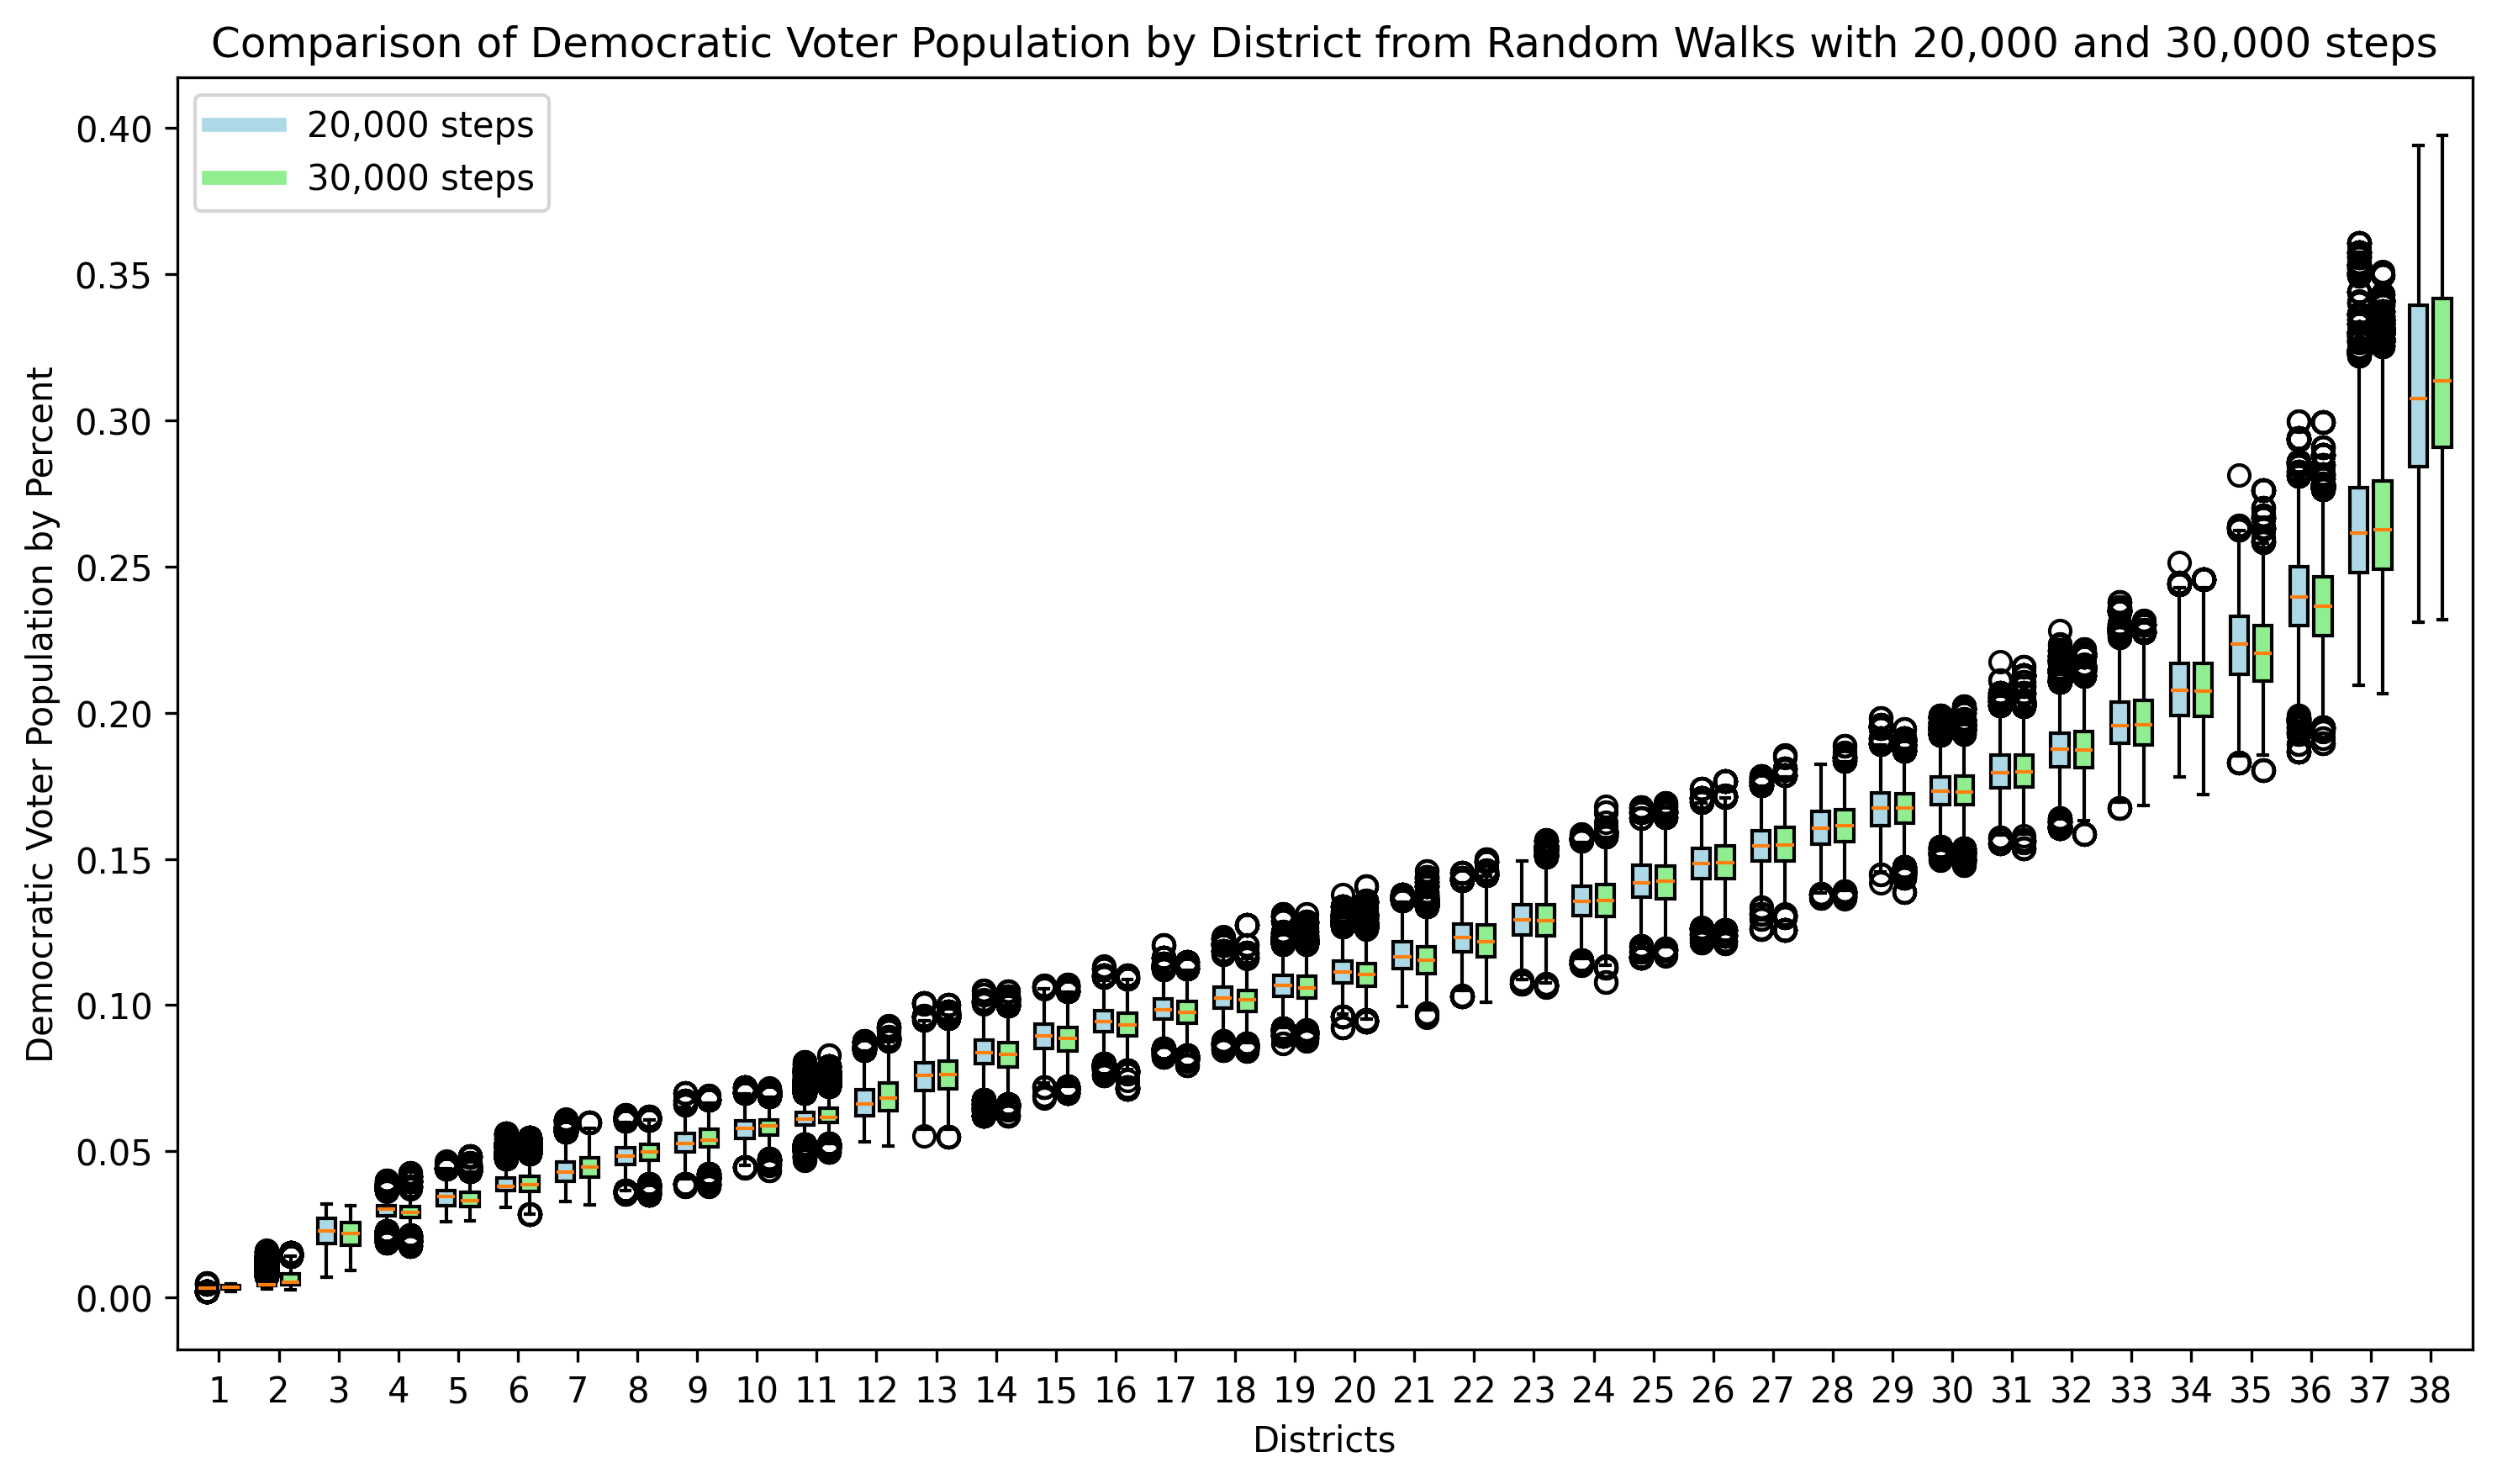 Comparison of Democratic Voter Population by District from Random Walks with 20,000 and 30,000 steps
20,000 steps
30,000 steps
Democratic Voter Population by Percent
0.40
0.35
0.30
0.25
0.20
0.15
0.10
0.05
0.00
1 2 3 4 5 6 7 8 9 10 11 12 13 14 15 16 17 18 19 20 21 22 23 24 25 26 27 28 29 30 31 32 33 34 35 36 37 38
Districts